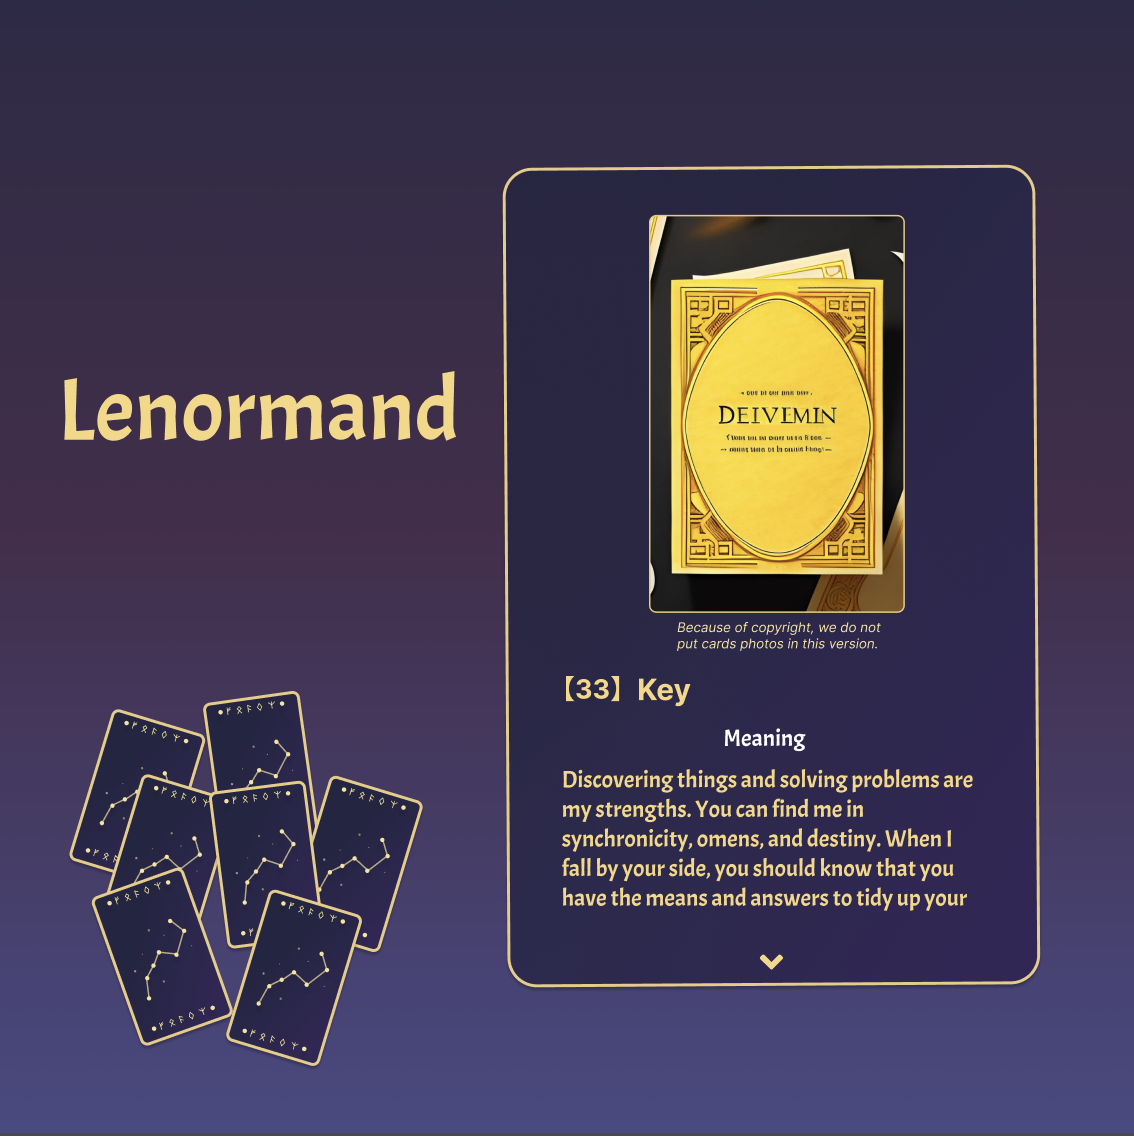 Lenormand
DEIVEMIN
Because of copyright, we do not
put cards photos in this version.
【33】Key
Meaning
Discovering things and solving problems are
my strengths. You can find me in
synchronicity, omens, and destiny. When I
fall by your side, you should know that you
have the means and answers to tidy up your